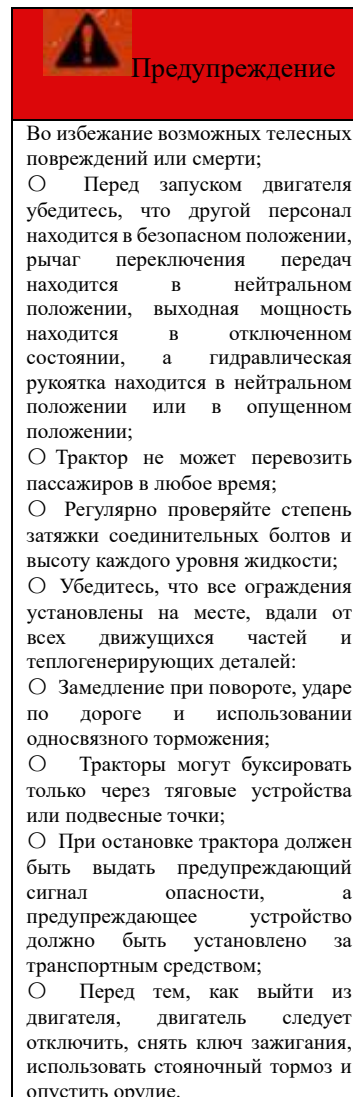 Предупреждение
Во избежание возможных телесных
повреждений или смерти;
○ Перед запуском двигателя
убедитесь, что другой персонал
находится в безопасном положении,
рычаг переключения передач
находится в нейтральном
положении, выходная мощность
находится в отключенном
состоянии, а гидравлическая
рукоятка находится в нейтральном
положении или в опущенном
положении;
○ Трактор не может перевозить
пассажиров в любое время;
○ Регулярно проверяйте степень
затяжки соединительных болтов и
высоту каждого уровня жидкости;
○ Убедитесь, что все ограждения
установлены на месте, вдали от
всех движущихся частей и
теплогенерирующих деталей:
○ Замедление при повороте, ударе
по дороге и использовании
односвязного торможения;
○ Тракторы могут буксировать
только через тяговые устройства
или подвесные точки;
○ При остановке трактора должен
быть выдать предупреждающий
сигнал опасности, а
предупреждающее устройство
должно быть установлено за
транспортным средством;
○ Перед тем, как выйти из
двигателя, двигатель следует
отключить, снять ключ зажигания,
использовать стояночный тормоз и
опустить орудие.